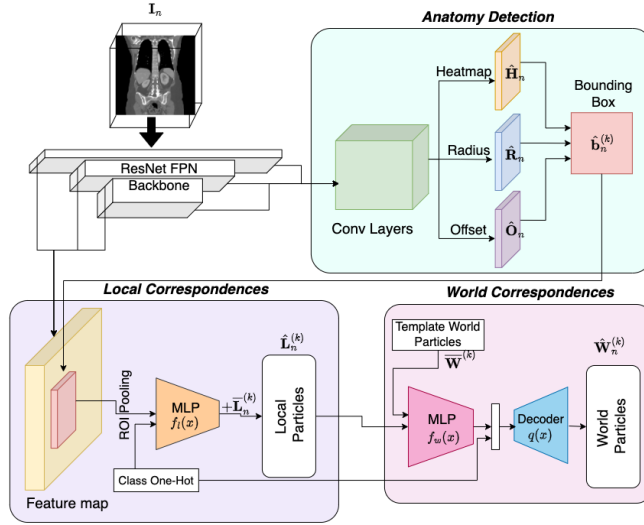 I_n
Anatomy Detection
Heatmap
Ĥ_n
Bounding
Box
ResNet FPN
Backbone
Radius
R̂_n
b̂_n^(k)
Conv Layers
Offset
Ô_n
Local Correspondences
World Correspondences
L̂_n^(k)
Template World
Particles
W̅^(k)
Ŵ_n^(k)
ROI Pooling
MLP
f_l(x)
+L̅_n^(k)
Local
Particles
MLP
f_w(x)
Decoder
q(x)
World
Particles
Class One-Hot
Feature map